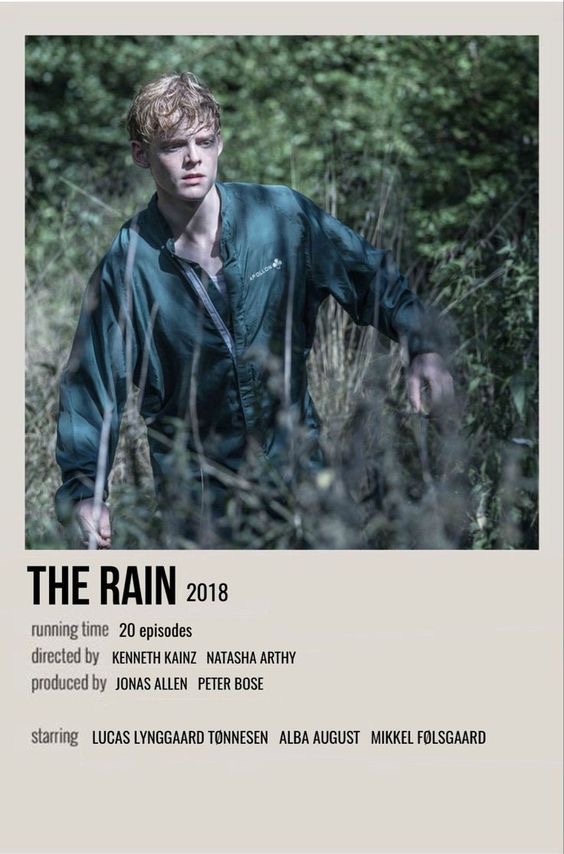 APOLLON
THE RAIN 2018
running time 20 episodes
directed by KENNETH KAINZ NATASHA ARTHY
produced by JONAS ALLEN PETER BOSE
starring LUCAS LYNGGAARD TØNNESEN ALBA AUGUST MIKKEL FØLSGAARD